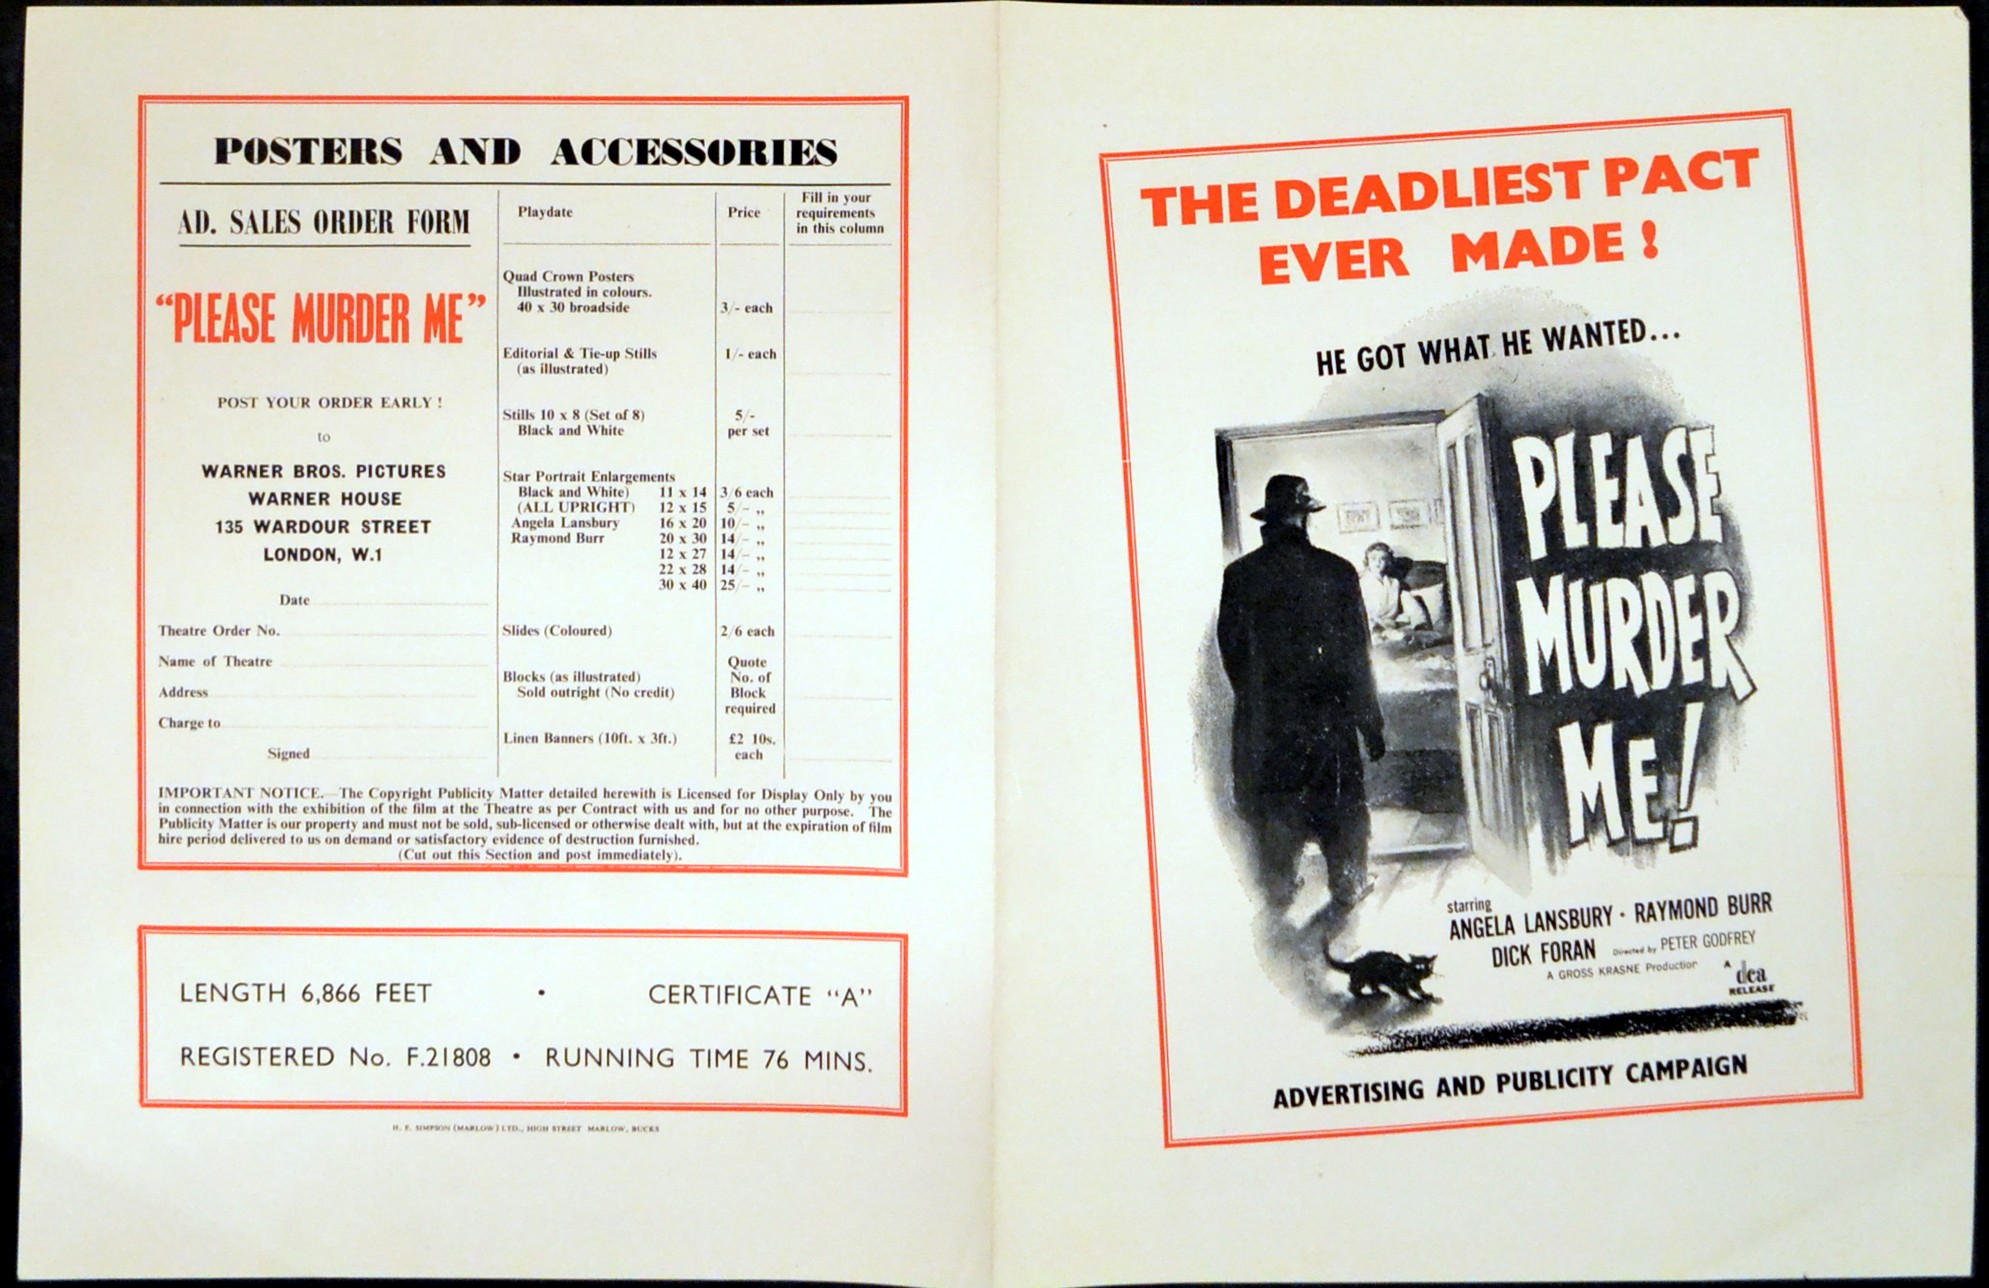 POSTERS AND ACCESSORIES
AD. SALES ORDER FORM
"PLEASE MURDER ME"
POST YOUR ORDER EARLY !
to
WARNER BROS. PICTURES
WARNER HOUSE
135 WARDOUR STREET
LONDON, W.1
Date
Theatre Order No.
Name of Theatre
Address
Charge to
Signed
Playdate Price Fill in your
requirements
in this column
Quad Crown Posters
Illustrated in colours.
40 x 30 broadside 3/- each
Editorial & Tie-up Stills 1/- each
(as illustrated)
Stills 10 x 8 (Set of 8) 5/-
Black and White per set
Star Portrait Enlargements
Black and White) 11 x 14 3/6 each
(ALL UPRIGHT) 12 x 15 5/- ,,
Angela Lansbury 16 x 20 10/- ,,
Raymond Burr 20 x 30 14/- ,,
12 x 27 14/- ,,
22 x 28 14/- ,,
30 x 40 25/- ,,
Slides (Coloured) 2/6 each
Quote
Blocks (as illustrated) No. of
Sold outright (No credit) Block
required
Linen Banners (10ft. x 3ft.) £2 10s.
each
IMPORTANT NOTICE.—The Copyright Publicity Matter detailed herewith is Licensed for Display Only by you
in connection with the exhibition of the film at the Theatre as per Contract with us and for no other purpose. The
Publicity Matter is our property and must not be sold, sub-licensed or otherwise dealt with, but at the expiration of film
hire period delivered to us on demand or satisfactory evidence of destruction furnished.
(Cut out this Section and post immediately).
LENGTH 6,866 FEET • CERTIFICATE "A"
REGISTERED No. F.21808 • RUNNING TIME 76 MINS.
H. F. SIMPSON (MARLOW) LTD., HIGH STREET MARLOW, BUCKS
THE DEADLIEST PACT
EVER MADE !
HE GOT WHAT HE WANTED...
PLEASE
MURDER
ME!
starring
ANGELA LANSBURY · RAYMOND BURR
DICK FORAN Directed by PETER GODFREY
A GROSS KRASNE Production
A dca
RELEASE
ADVERTISING AND PUBLICITY CAMPAIGN